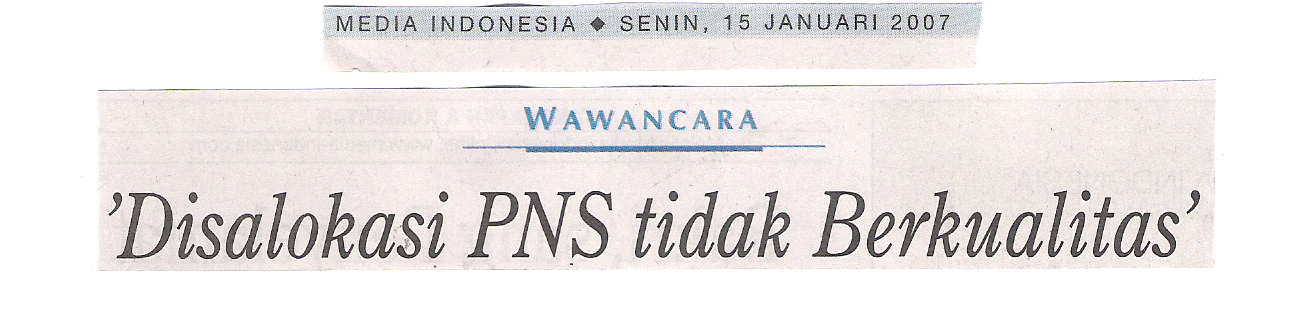 MEDIA INDONESIA ◆ SENIN, 15 JANUARI 2007
WAWANCARA
'Disalokasi PNS tidak Berkualitas'